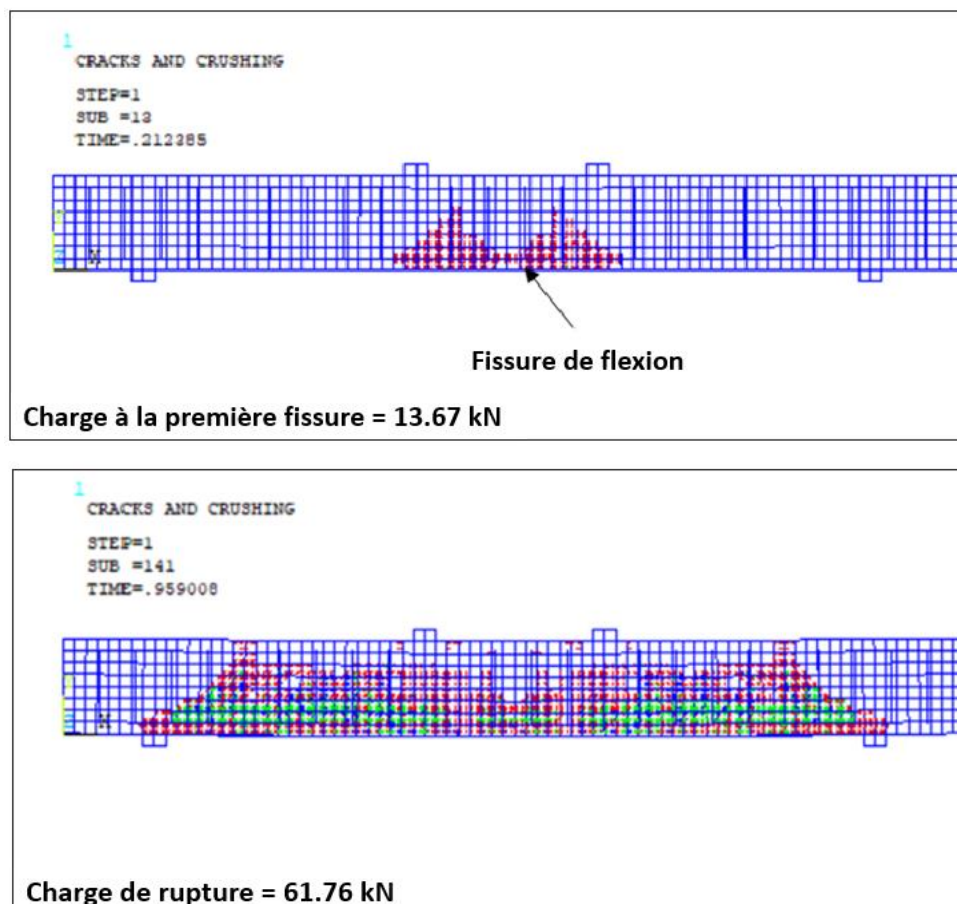 1
CRACKS AND CRUSHING
STEP=1
SUB =13
TIME=.212385
Fissure de flexion
Charge à la première fissure = 13.67 kN
1
CRACKS AND CRUSHING
STEP=1
SUB =141
TIME=.959008
Charge de rupture = 61.76 kN